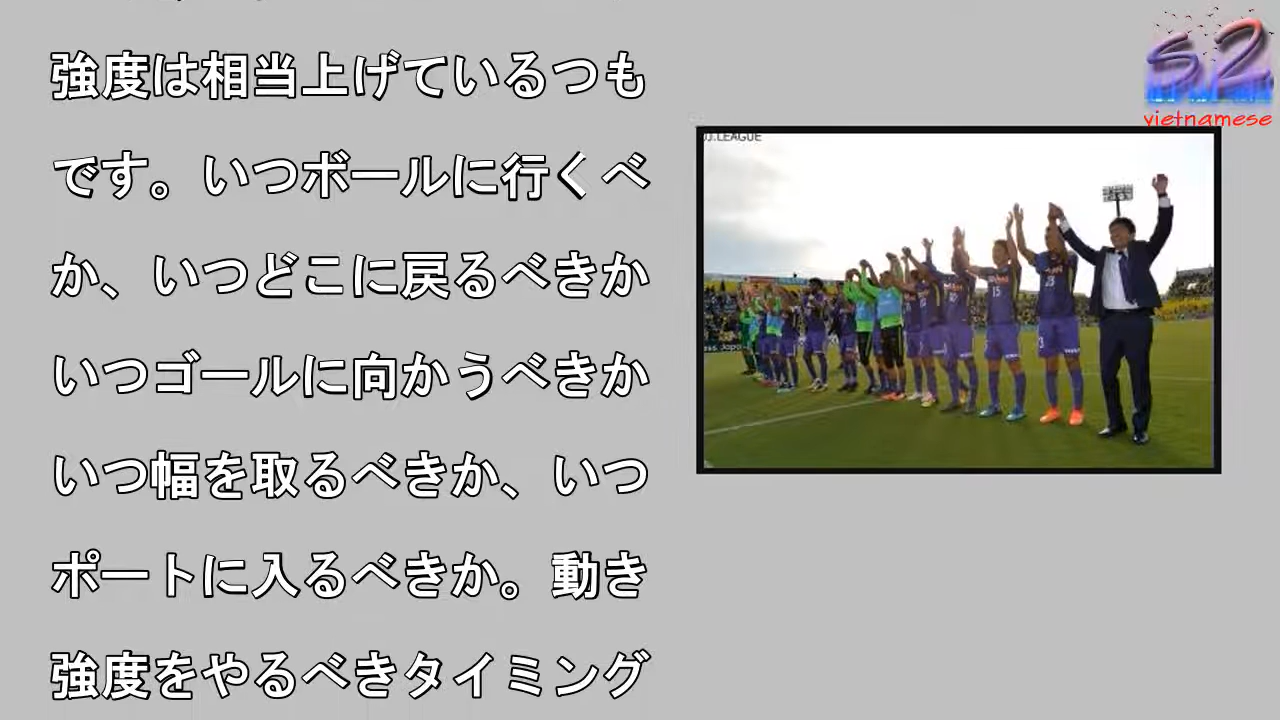 強度は相当上げているつも
です。いつボールに行くべ
か、いつどこに戻るべきか
いつゴールに向かうべきか
いつ幅を取るべきか、いつ
ポートに入るべきか。動き
強度をやるべきタイミング
S2
vietnamese
J.LEAGUE
15